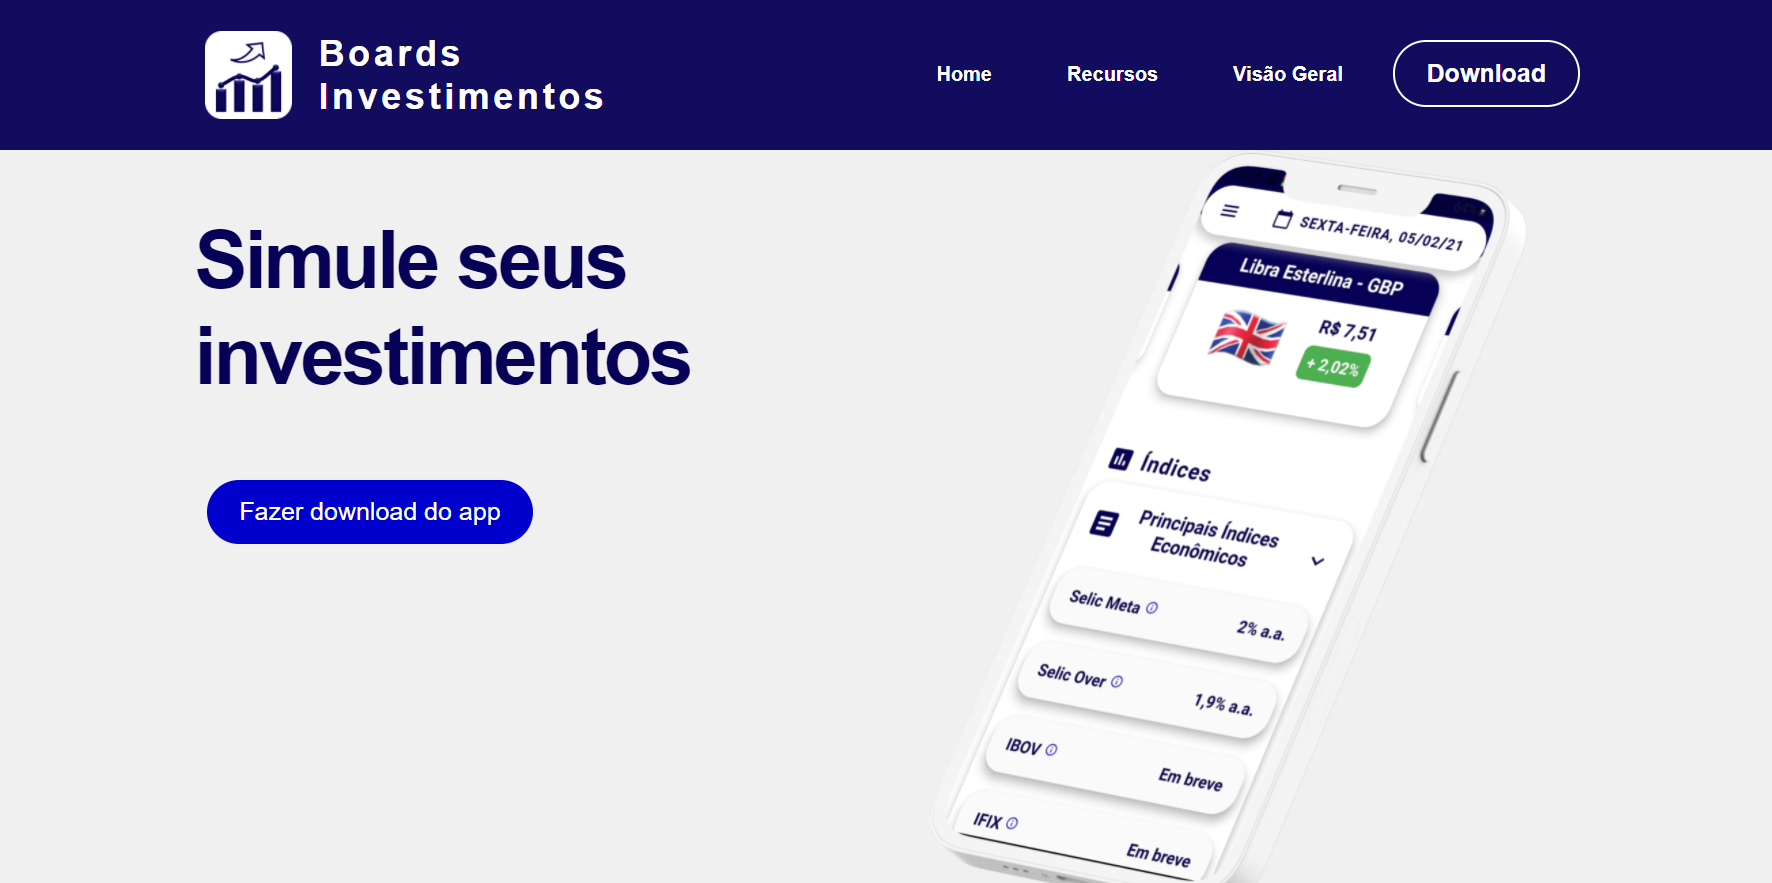 Boards
Investimentos
Home
Recursos
Visão Geral
Download
Simule seus
investimentos
Fazer download do app
SEXTA-FEIRA, 05/02/21
Libra Esterlina - GBP
R$ 7,51
+ 2,02%
Índices
Principais Índices
Econômicos
Selic Meta
2% a.a.
Selic Over
1,9% a.a.
IBOV
Em breve
IFIX
Em breve